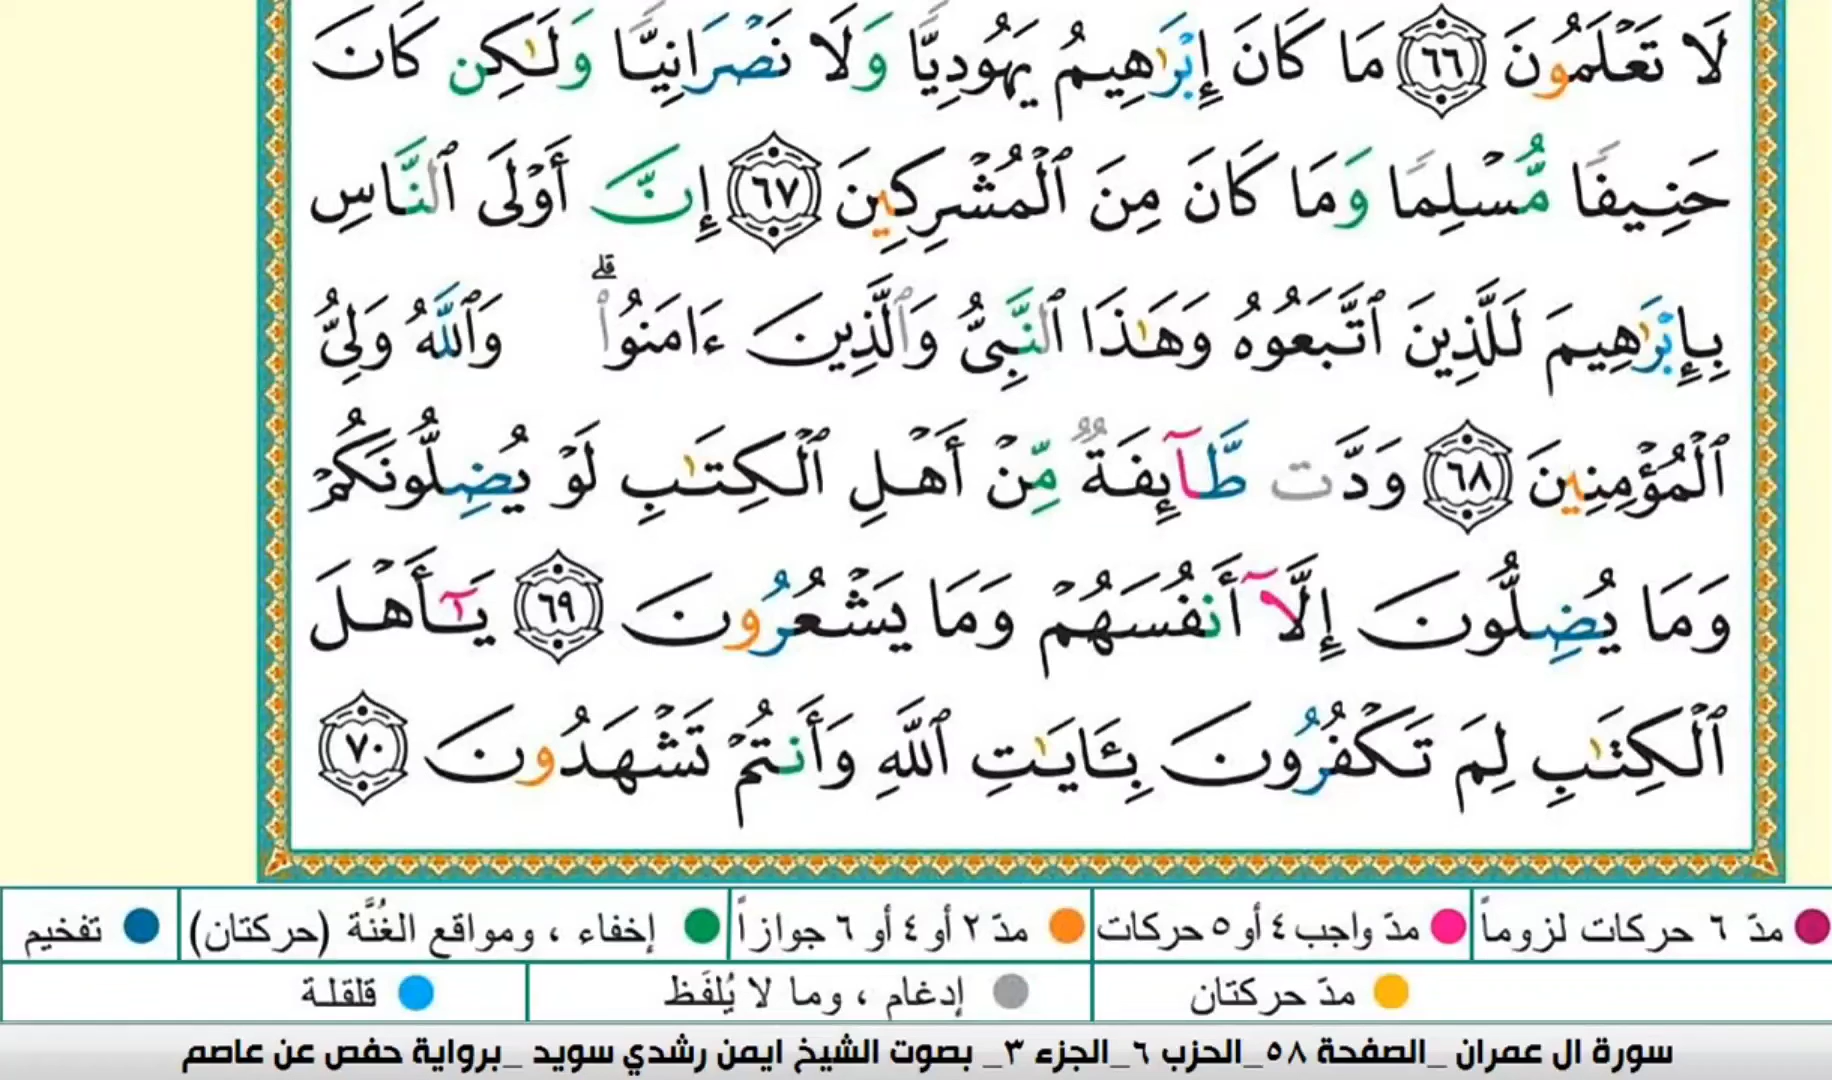 لَا تَعْلَمُونَ ٦٦ مَا كَانَ إِبْرَٰهِيمُ يَهُودِيًّا وَلَا نَصْرَانِيًّا وَلَـٰكِن كَانَ
حَنِيفًا مُّسْلِمًا وَمَا كَانَ مِنَ ٱلْمُشْرِكِينَ ٦٧ إِنَّ أَوْلَى ٱلنَّاسِ
بِإِبْرَٰهِيمَ لَلَّذِينَ ٱتَّبَعُوهُ وَهَـٰذَا ٱلنَّبِىُّ وَٱلَّذِينَ ءَامَنُوا۟ ۗ وَٱللَّهُ وَلِىُّ
ٱلْمُؤْمِنِينَ ٦٨ وَدَّت طَّآئِفَةٌ مِّنْ أَهْلِ ٱلْكِتَـٰبِ لَوْ يُضِلُّونَكُمْ
وَمَا يُضِلُّونَ إِلَّآ أَنفُسَهُمْ وَمَا يَشْعُرُونَ ٦٩ يَـٰٓأَهْلَ
ٱلْكِتَـٰبِ لِمَ تَكْفُرُونَ بِـَٔايَـٰتِ ٱللَّهِ وَأَنتُمْ تَشْهَدُونَ ٧٠
مدّ ٦ حركات لزوماً مدّ واجب ٤ أو ٥ حركات مدّ ٢ أو ٤ أو ٦ جوازاً إخفاء ، ومواقع الغُنَّة (حركتان) تفخيم
مدّ حركتان إدغام ، وما لا يُلفَظ قلقلة
سورة ال عمران _الصفحة ٥٨_الحزب ٦_الجزء ٣_ بصوت الشيخ ايمن رشدي سويد _برواية حفص عن عاصم